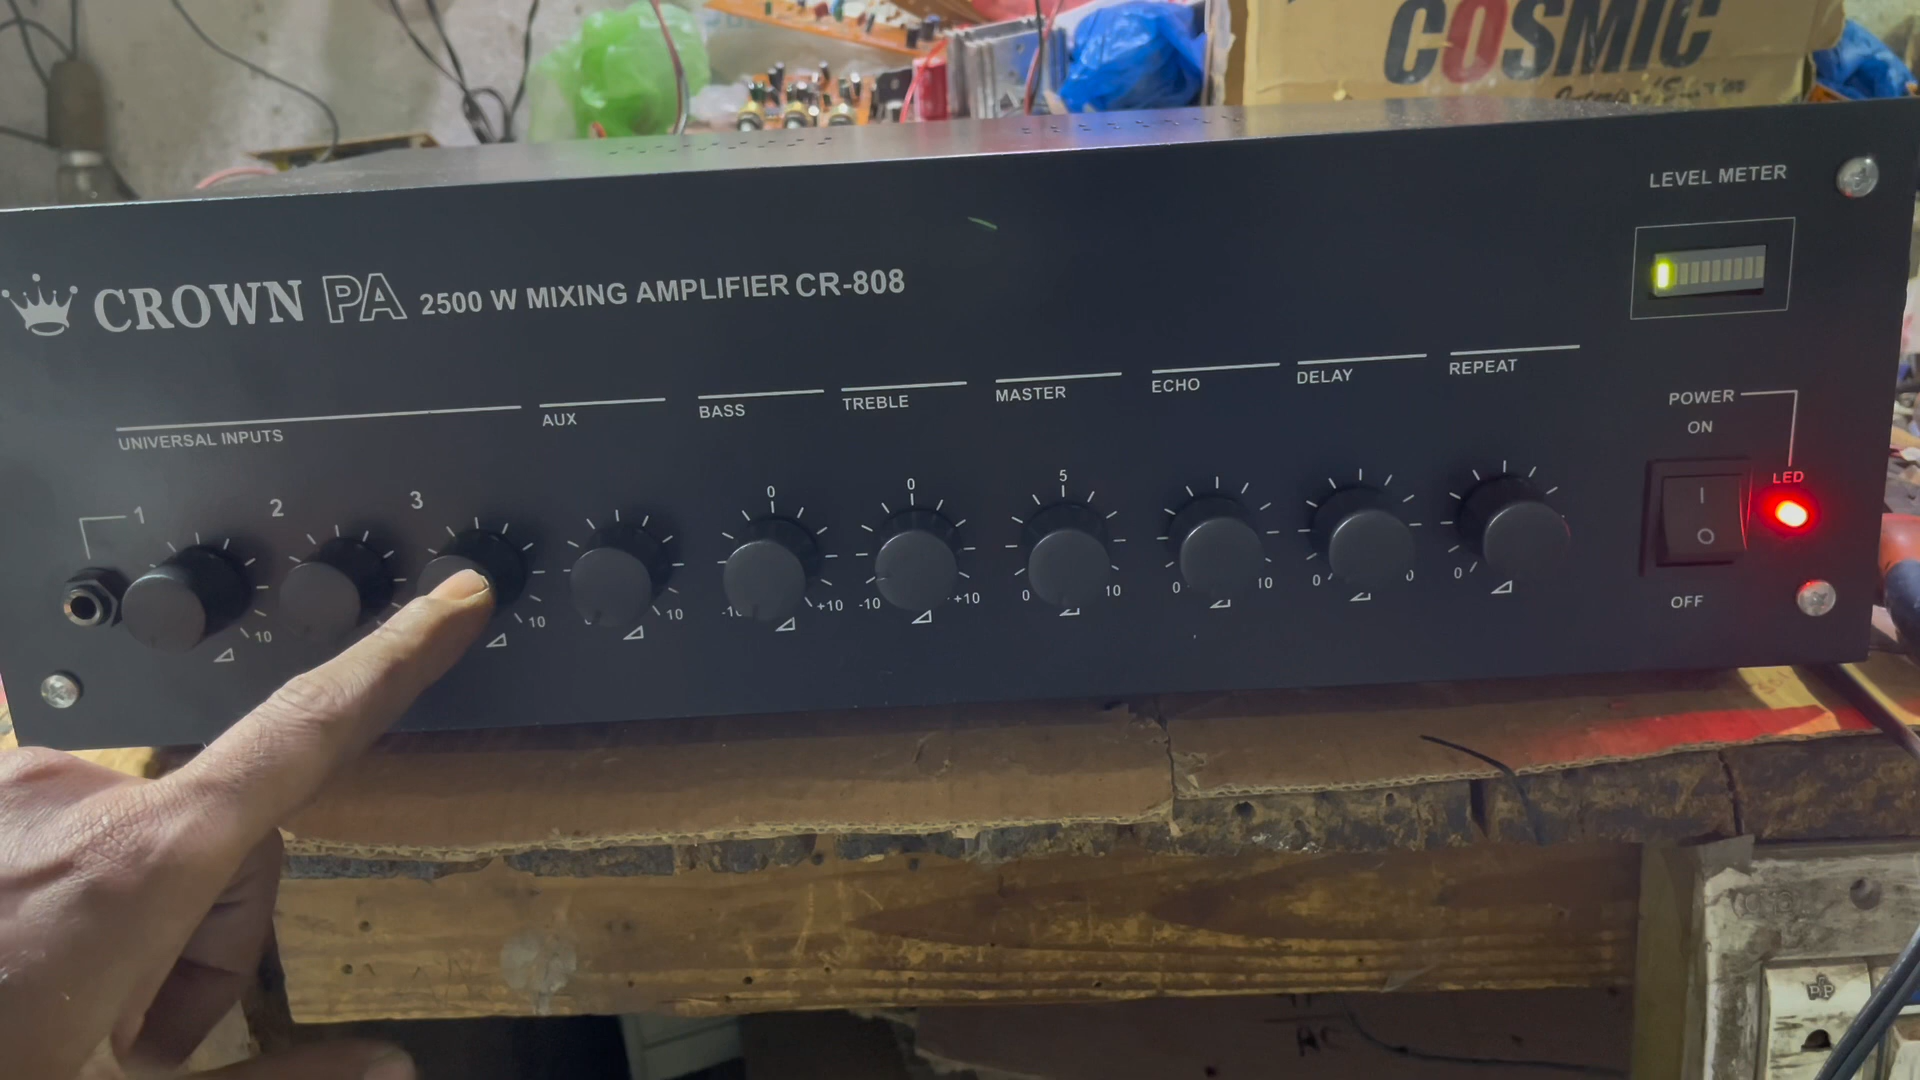 COSMIC
LEVEL METER
CROWN PA 2500 W MIXING AMPLIFIER CR-808
UNIVERSAL INPUTS
AUX
BASS
TREBLE
MASTER
ECHO
DELAY
REPEAT
POWER
ON
LED
OFF
1
2
3
10
10
10
0
+10
0
-10
+10
5
0
10
0
10
0
0
0
I
O
AC